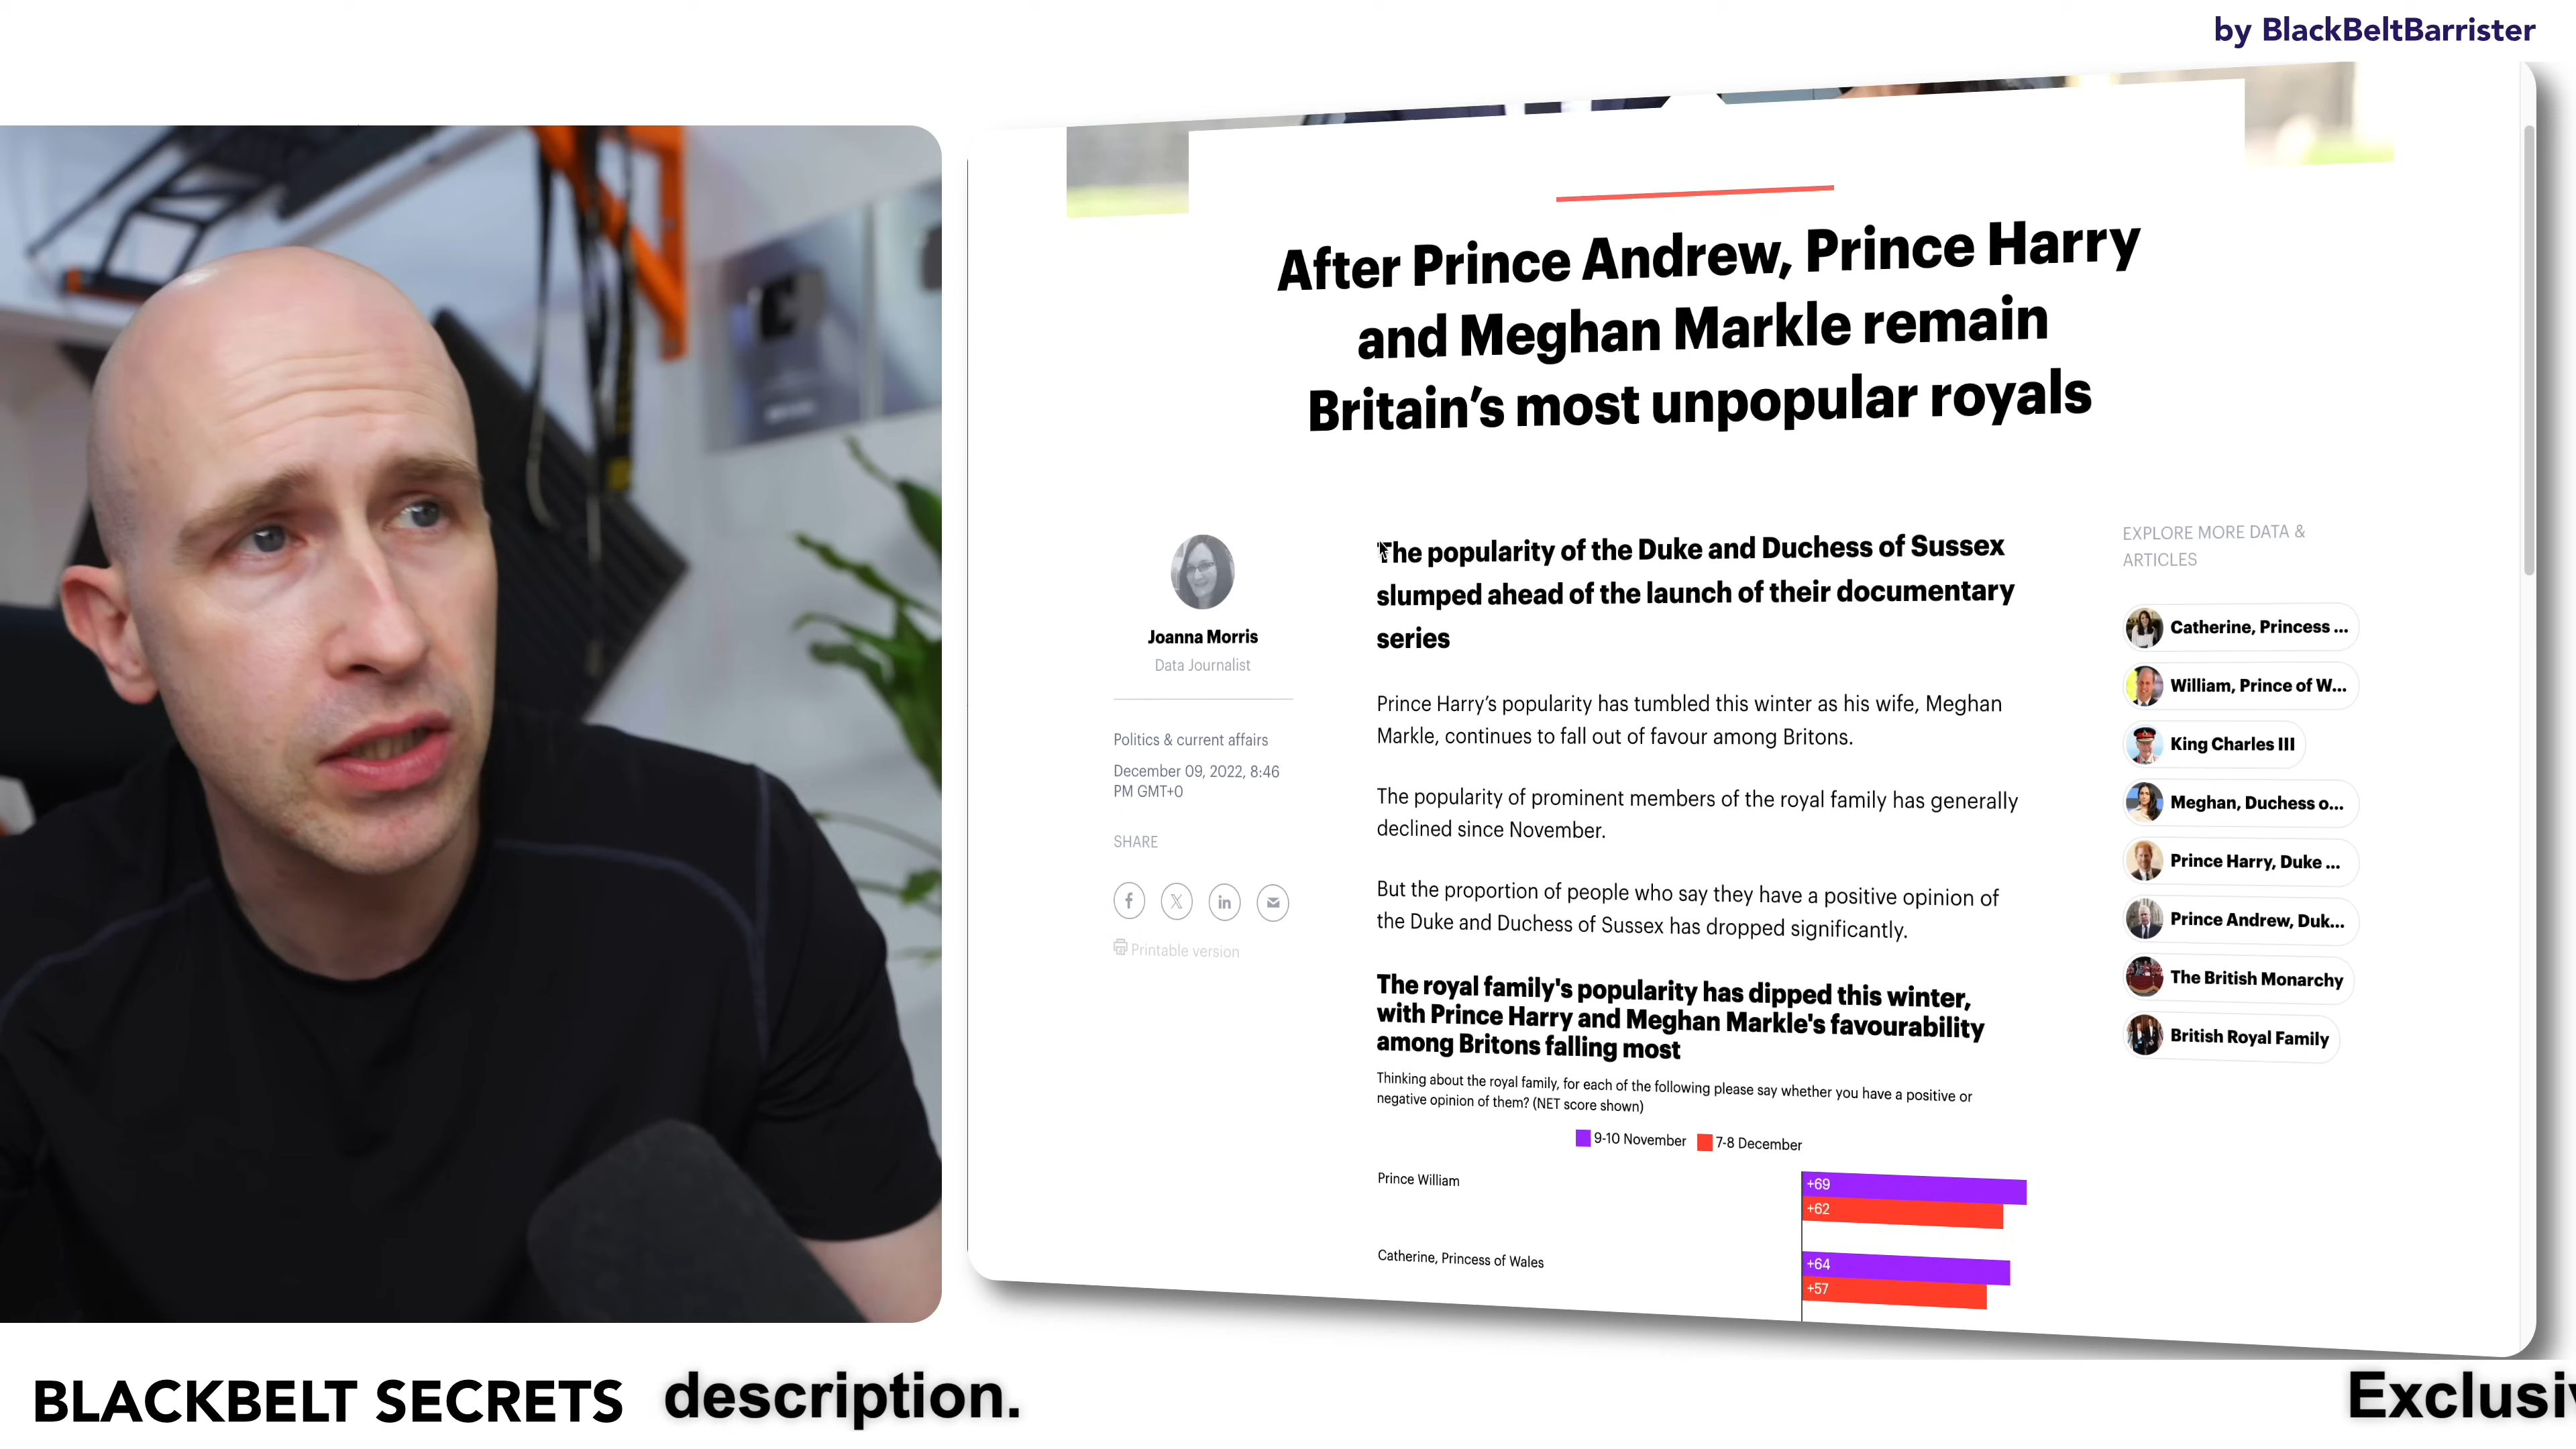 by BlackBeltBarrister
After Prince Andrew, Prince Harry
and Meghan Markle remain
Britain's most unpopular royals
Joanna Morris
Data Journalist
Politics & current affairs
December 09, 2022, 8:46
PM GMT+0
SHARE
Printable version
The popularity of the Duke and Duchess of Sussex
slumped ahead of the launch of their documentary
series
Prince Harry's popularity has tumbled this winter as his wife, Meghan
Markle, continues to fall out of favour among Britons.
The popularity of prominent members of the royal family has generally
declined since November.
But the proportion of people who say they have a positive opinion of
the Duke and Duchess of Sussex has dropped significantly.
The royal family's popularity has dipped this winter,
with Prince Harry and Meghan Markle's favourability
among Britons falling most
Thinking about the royal family, for each of the following please say whether you have a positive or
negative opinion of them? (NET score shown)
9-10 November 7-8 December
Prince William
+69
+62
Catherine, Princess of Wales
+64
+57
EXPLORE MORE DATA &
ARTICLES
Catherine, Princess ...
William, Prince of W...
King Charles III
Meghan, Duchess o...
Prince Harry, Duke ...
Prince Andrew, Duk...
The British Monarchy
British Royal Family
BLACKBELT SECRETS description. Exclusiv